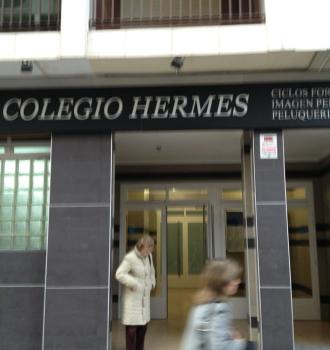 COLEGIO HERMES
CICLOS FOR
IMAGEN PE
PELUQUERI